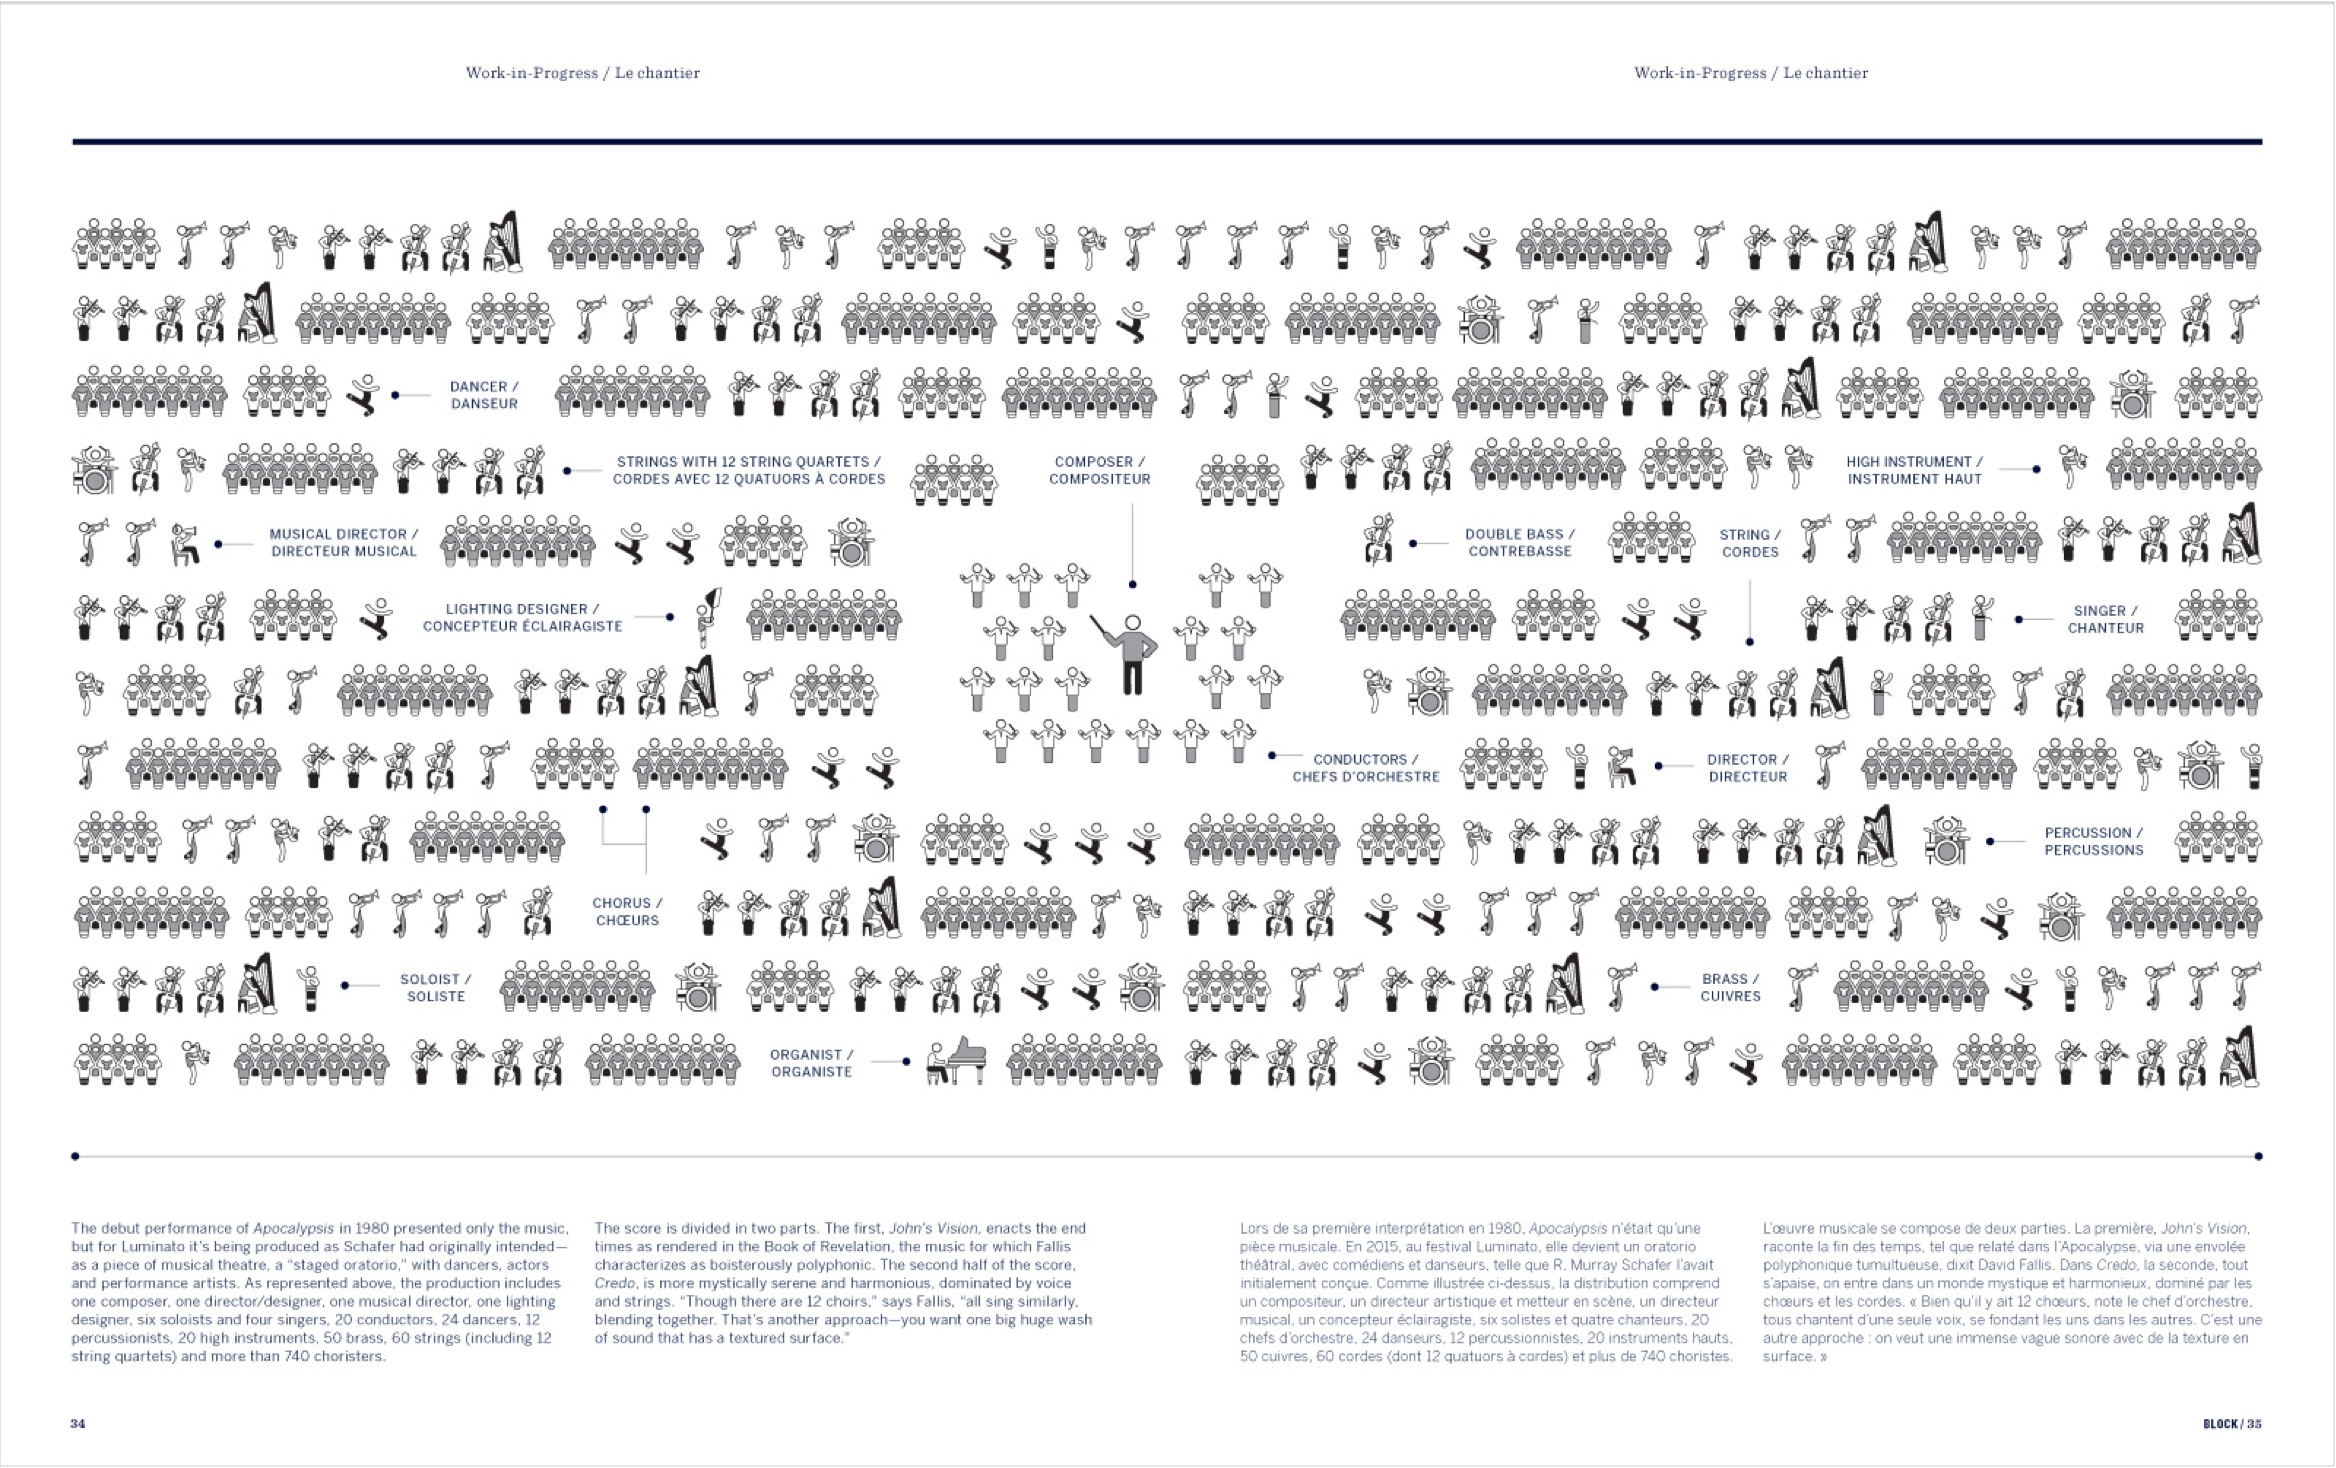 Work-in-Progress / Le chantier
Work-in-Progress / Le chantier
DANCER /
DANSEUR
STRINGS WITH 12 STRING QUARTETS /
CORDES AVEC 12 QUATUORS À CORDES
COMPOSER /
COMPOSITEUR
HIGH INSTRUMENT /
INSTRUMENT HAUT
MUSICAL DIRECTOR /
DIRECTEUR MUSICAL
DOUBLE BASS /
CONTREBASSE
STRING /
CORDES
LIGHTING DESIGNER /
CONCEPTEUR ÉCLAIRAGISTE
SINGER /
CHANTEUR
CONDUCTORS /
CHEFS D'ORCHESTRE
DIRECTOR /
DIRECTEUR
PERCUSSION /
PERCUSSIONS
CHORUS /
CHŒURS
SOLOIST /
SOLISTE
BRASS /
CUIVRES
ORGANIST /
ORGANISTE
The debut performance of Apocalypsis in 1980 presented only the music,
but for Luminato it's being produced as Schafer had originally intended—
as a piece of musical theatre, a “staged oratorio,” with dancers, actors
and performance artists. As represented above, the production includes
one composer, one director/designer, one musical director, one lighting
designer, six soloists and four singers, 20 conductors, 24 dancers, 12
percussionists, 20 high instruments, 50 brass, 60 strings (including 12
string quartets) and more than 740 choristers.
The score is divided in two parts. The first, John's Vision, enacts the end
times as rendered in the Book of Revelation, the music for which Fallis
characterizes as boisterously polyphonic. The second half of the score,
Credo, is more mystically serene and harmonious, dominated by voice
and strings. “Though there are 12 choirs,” says Fallis, “all sing similarly,
blending together. That's another approach—you want one big huge wash
of sound that has a textured surface.”
Lors de sa première interprétation en 1980, Apocalypsis n'était qu'une
pièce musicale. En 2015, au festival Luminato, elle devient un oratorio
théâtral, avec comédiens et danseurs, telle que R. Murray Schafer l'avait
initialement conçue. Comme illustrée ci-dessus, la distribution comprend
un compositeur, un directeur artistique et metteur en scène, un directeur
musical, un concepteur éclairagiste, six solistes et quatre chanteurs, 20
chefs d'orchestre, 24 danseurs, 12 percussionnistes, 20 instruments hauts,
50 cuivres, 60 cordes (dont 12 quatuors à cordes) et plus de 740 choristes.
L'œuvre musicale se compose de deux parties. La première, John's Vision,
raconte la fin des temps, tel que relaté dans l'Apocalypse, via une envolée
polyphonique tumultueuse, dixit David Fallis. Dans Credo, la seconde, tout
s'apaise, on entre dans un monde mystique et harmonieux, dominé par les
chœurs et les cordes. « Bien qu'il y ait 12 chœurs, note le chef d'orchestre,
tous chantent d'une seule voix, se fondant les uns dans les autres. C'est une
autre approche : on veut une immense vague sonore avec de la texture en
surface. »
34
BLOCK / 35